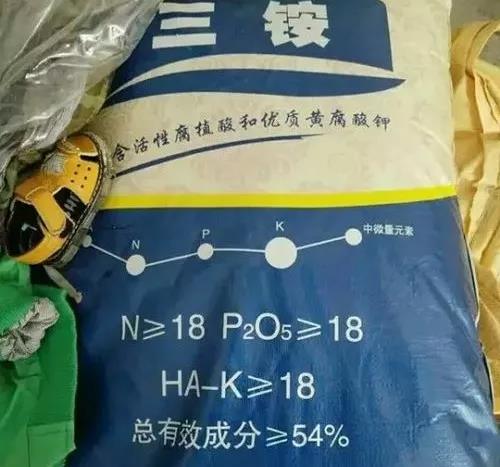 三铵
含活性腐植酸和优质黄腐酸钾
N P K 中微量元素
N≥18 P₂O₅≥18
HA-K≥18
总有效成分≥54%